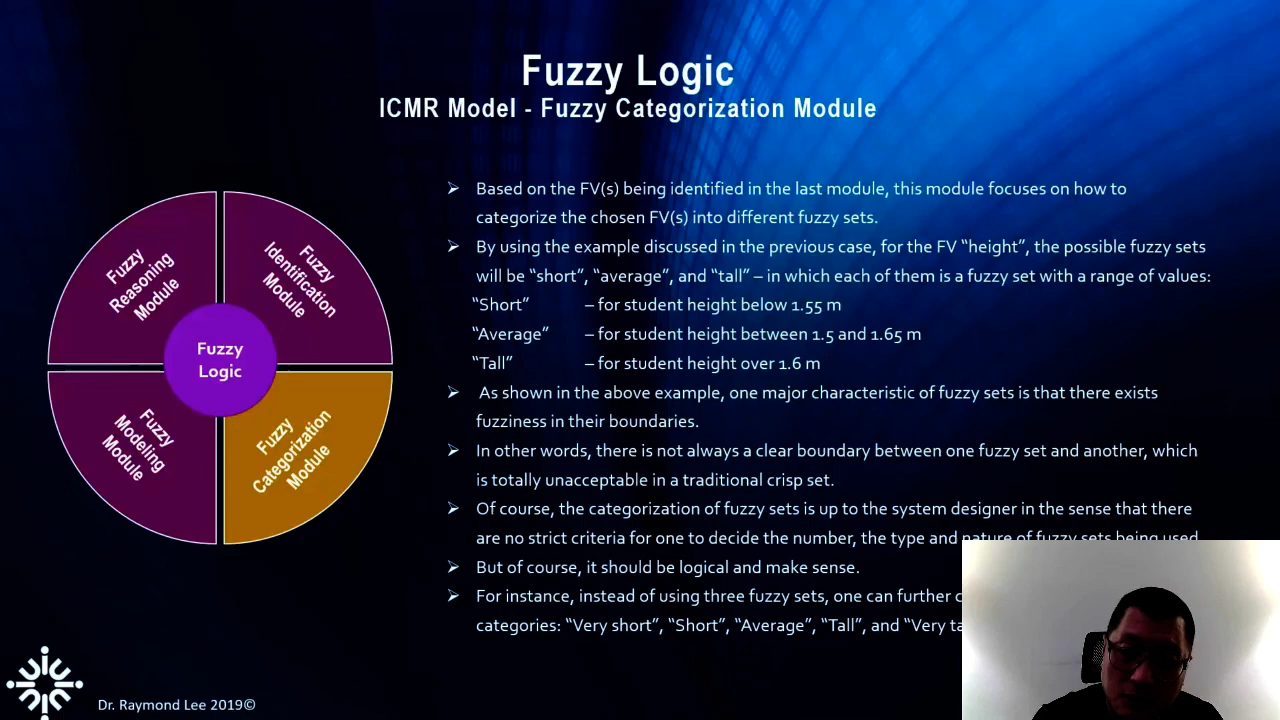 Fuzzy Logic
ICMR Model - Fuzzy Categorization Module
Fuzzy
Reasoning
Module
Fuzzy
Identification
Module
Fuzzy
Logic
Fuzzy
Modeling
Module
Fuzzy
Categorization
Module
Based on the FV(s) being identified in the last module, this module focuses on how to
categorize the chosen FV(s) into different fuzzy sets.
By using the example discussed in the previous case, for the FV “height”, the possible fuzzy sets
will be “short”, “average”, and “tall” – in which each of them is a fuzzy set with a range of values:
“Short” – for student height below 1.55 m
“Average” – for student height between 1.5 and 1.65 m
“Tall” – for student height over 1.6 m
As shown in the above example, one major characteristic of fuzzy sets is that there exists
fuzziness in their boundaries.
In other words, there is not always a clear boundary between one fuzzy set and another, which
is totally unacceptable in a traditional crisp set.
Of course, the categorization of fuzzy sets is up to the system designer in the sense that there
are no strict criteria for one to decide the number, the type and nature of fuzzy sets being used
But of course, it should be logical and make sense.
For instance, instead of using three fuzzy sets, one can further
categories: “Very short”, “Short”, “Average”, “Tall”, and “Very
Dr. Raymond Lee 2019©